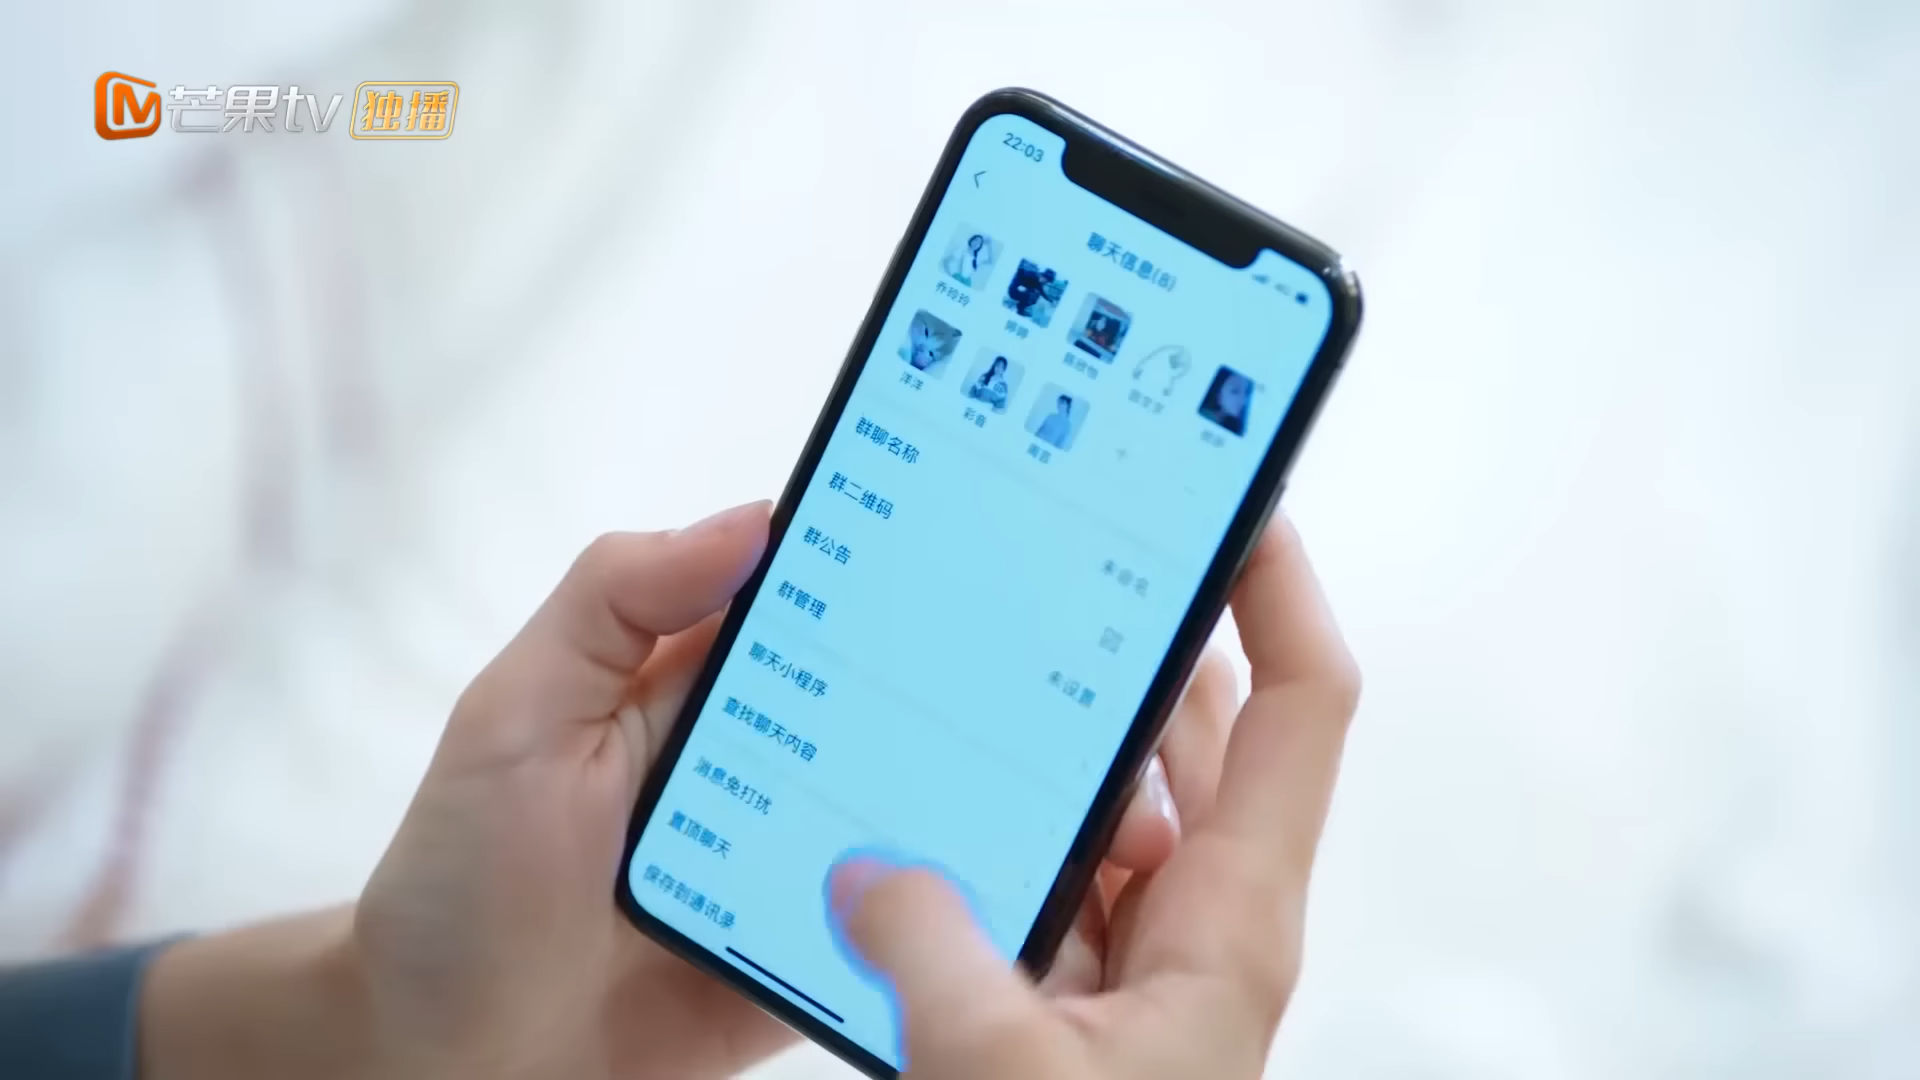 芒果tv 独播
22:03
聊天信息(8)
乔玲玲 婷婷
洋洋 彩音
群聊名称 未命名
群二维码
群公告 未设置
群管理
聊天小程序
查找聊天内容
消息免打扰
置顶聊天
保存到通讯录